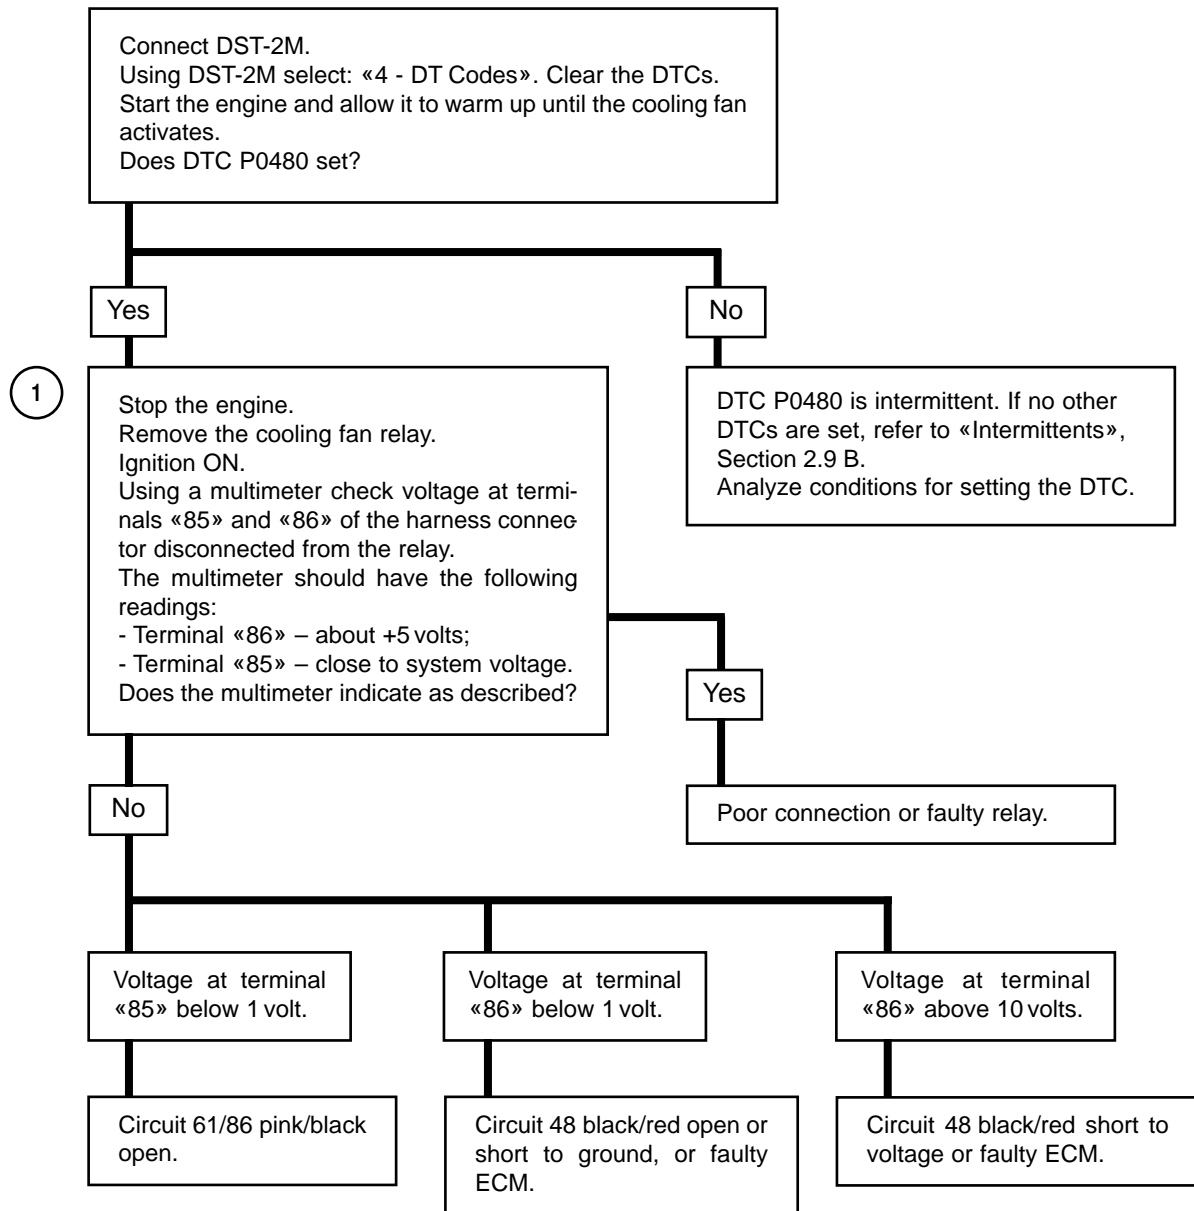 Connect DST-2M.
Using DST-2M select: «4 - DT Codes». Clear the DTCs.
Start the engine and allow it to warm up until the cooling fan
activates.
Does DTC P0480 set?
Yes
No
1
Stop the engine.
Remove the cooling fan relay.
Ignition ON.
Using a multimeter check voltage at termi-
nals «85» and «86» of the harness connec-
tor disconnected from the relay.
The multimeter should have the following
readings:
- Terminal «86» – about +5 volts;
- Terminal «85» – close to system voltage.
Does the multimeter indicate as described?
DTC P0480 is intermittent. If no other
DTCs are set, refer to «Intermittents»,
Section 2.9 B.
Analyze conditions for setting the DTC.
Yes
No
Poor connection or faulty relay.
Voltage at terminal
«85» below 1 volt.
Voltage at terminal
«86» below 1 volt.
Voltage at terminal
«86» above 10 volts.
Circuit 61/86 pink/black
open.
Circuit 48 black/red open or
short to ground, or faulty
ECM.
Circuit 48 black/red short to
voltage or faulty ECM.